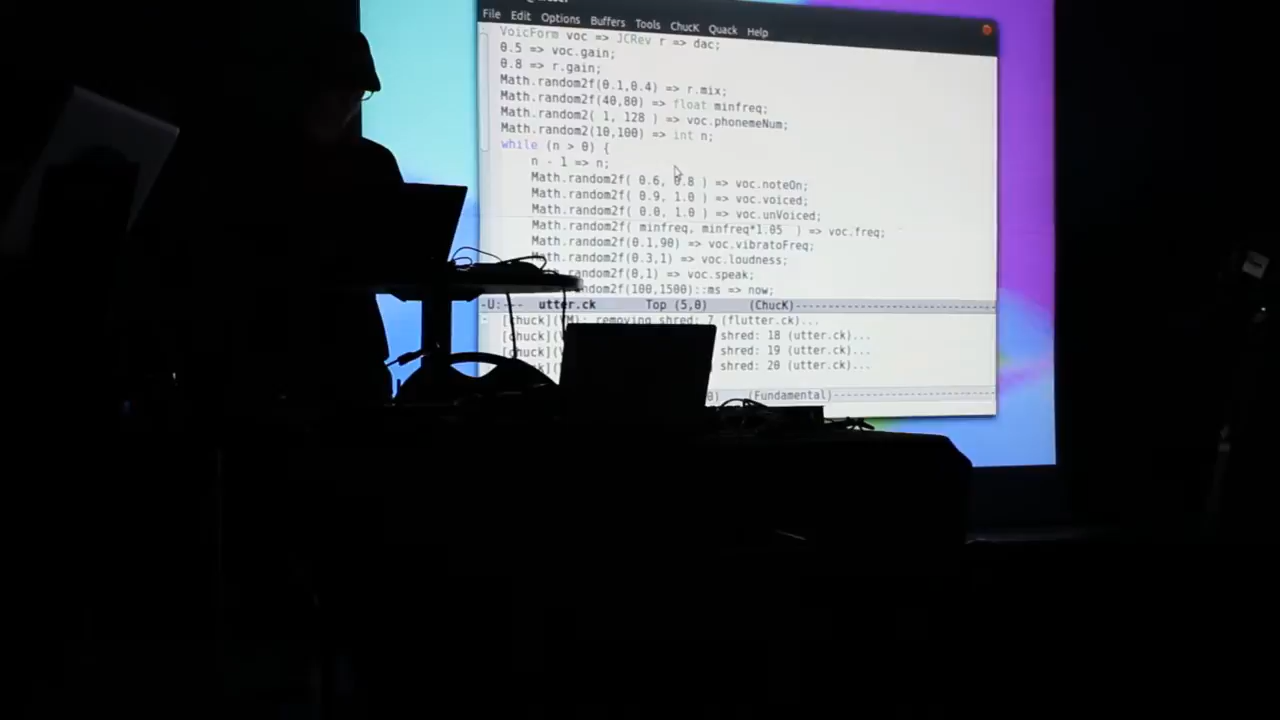 File Edit Options Buffers Tools ChucK Quack Help
VoicForm voc => JCRev r => dac;
0.5 => voc.gain;
0.8 => r.gain;
Math.random2f(0.1,0.4) => r.mix;
Math.random2f(40,80) => float minfreq;
Math.random2( 1, 128 ) => voc.phonemeNum;
Math.random2(10,100) => int n;
while (n > 0) {
n - 1 => n;
Math.random2f( 0.6, 0.8 ) => voc.noteOn;
Math.random2f( 0.9, 1.0 ) => voc.voiced;
Math.random2f( 0.0, 1.0 ) => voc.unVoiced;
Math.random2f( minfreq, minfreq*1.05 ) => voc.freq;
Math.random2f(0.1,90) => voc.vibratoFreq;
Math.random2f(0.3,1) => voc.loudness;
.random2f(0,1) => voc.speak;
random2f(100,1500)::ms => now;
-U:--- utter.ck Top (5,0) (ChucK)
[chuck](VM): removing shred: 7 (flutter.ck)...
[chuck]( shred: 18 (utter.ck)...
[chuck]( shred: 19 (utter.ck)...
shred: 20 (utter.ck)...
(Fundamental)